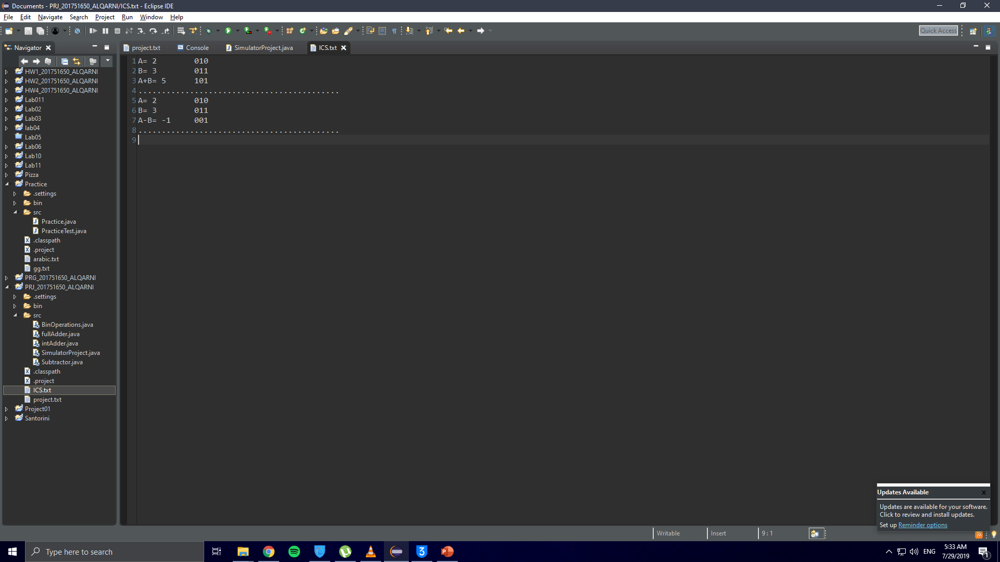 Documents - PRJ_201751650_ALQARNI/ICS.txt - Eclipse IDE
File Edit Navigate Search Project Run Window Help
Quick Access
Navigator
project.txt Console SimulatorProject.java ICS.txt
HW1_201751650_ALQARNI
HW2_201751650_ALQARNI
HW4_201751650_ALQARNI
Lab011
Lab02
Lab03
lab04
Lab05
Lab06
Lab10
Lab11
Pizza
Practice
.settings
bin
src
Practice.java
PracticeTest.java
.classpath
.project
arabic.txt
gg.txt
PRG_201751650_ALQARNI
PRJ_201751650_ALQARNI
.settings
bin
src
BinOperations.java
fullAdder.java
intAdder.java
SimulatorProject.java
Subtractor.java
.classpath
.project
ICS.txt
project.txt
Project01
Santorini
1 A= 2 010
2 B= 3 011
3 A+B= 5 101
4 ...........................................
5 A= 2 010
6 B= 3 011
7 A-B= -1 001
8 ...........................................
9
Updates Available
Updates are available for your software.
Click to review and install updates.
Set up Reminder options
Writable Insert 9 : 1
Type here to search
ENG
5:33 AM
7/29/2019
1